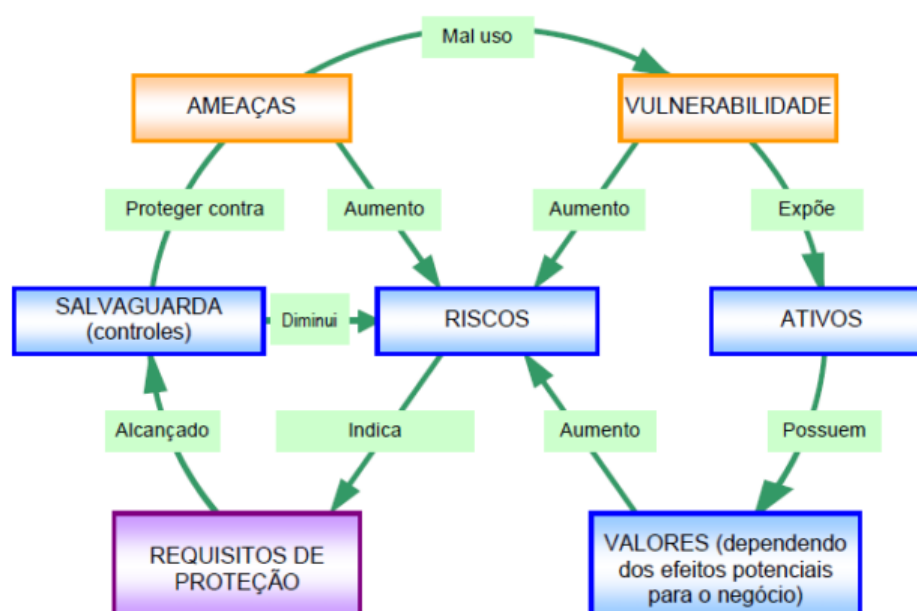 Mal uso
AMEAÇAS
VULNERABILIDADE
Proteger contra
Aumento
Aumento
Expõe
SALVAGUARDA
(controles)
Diminui
RISCOS
ATIVOS
Alcançado
Indica
Aumento
Possuem
REQUISITOS DE
PROTEÇÃO
VALORES (dependendo
dos efeitos potenciais
para o negócio)